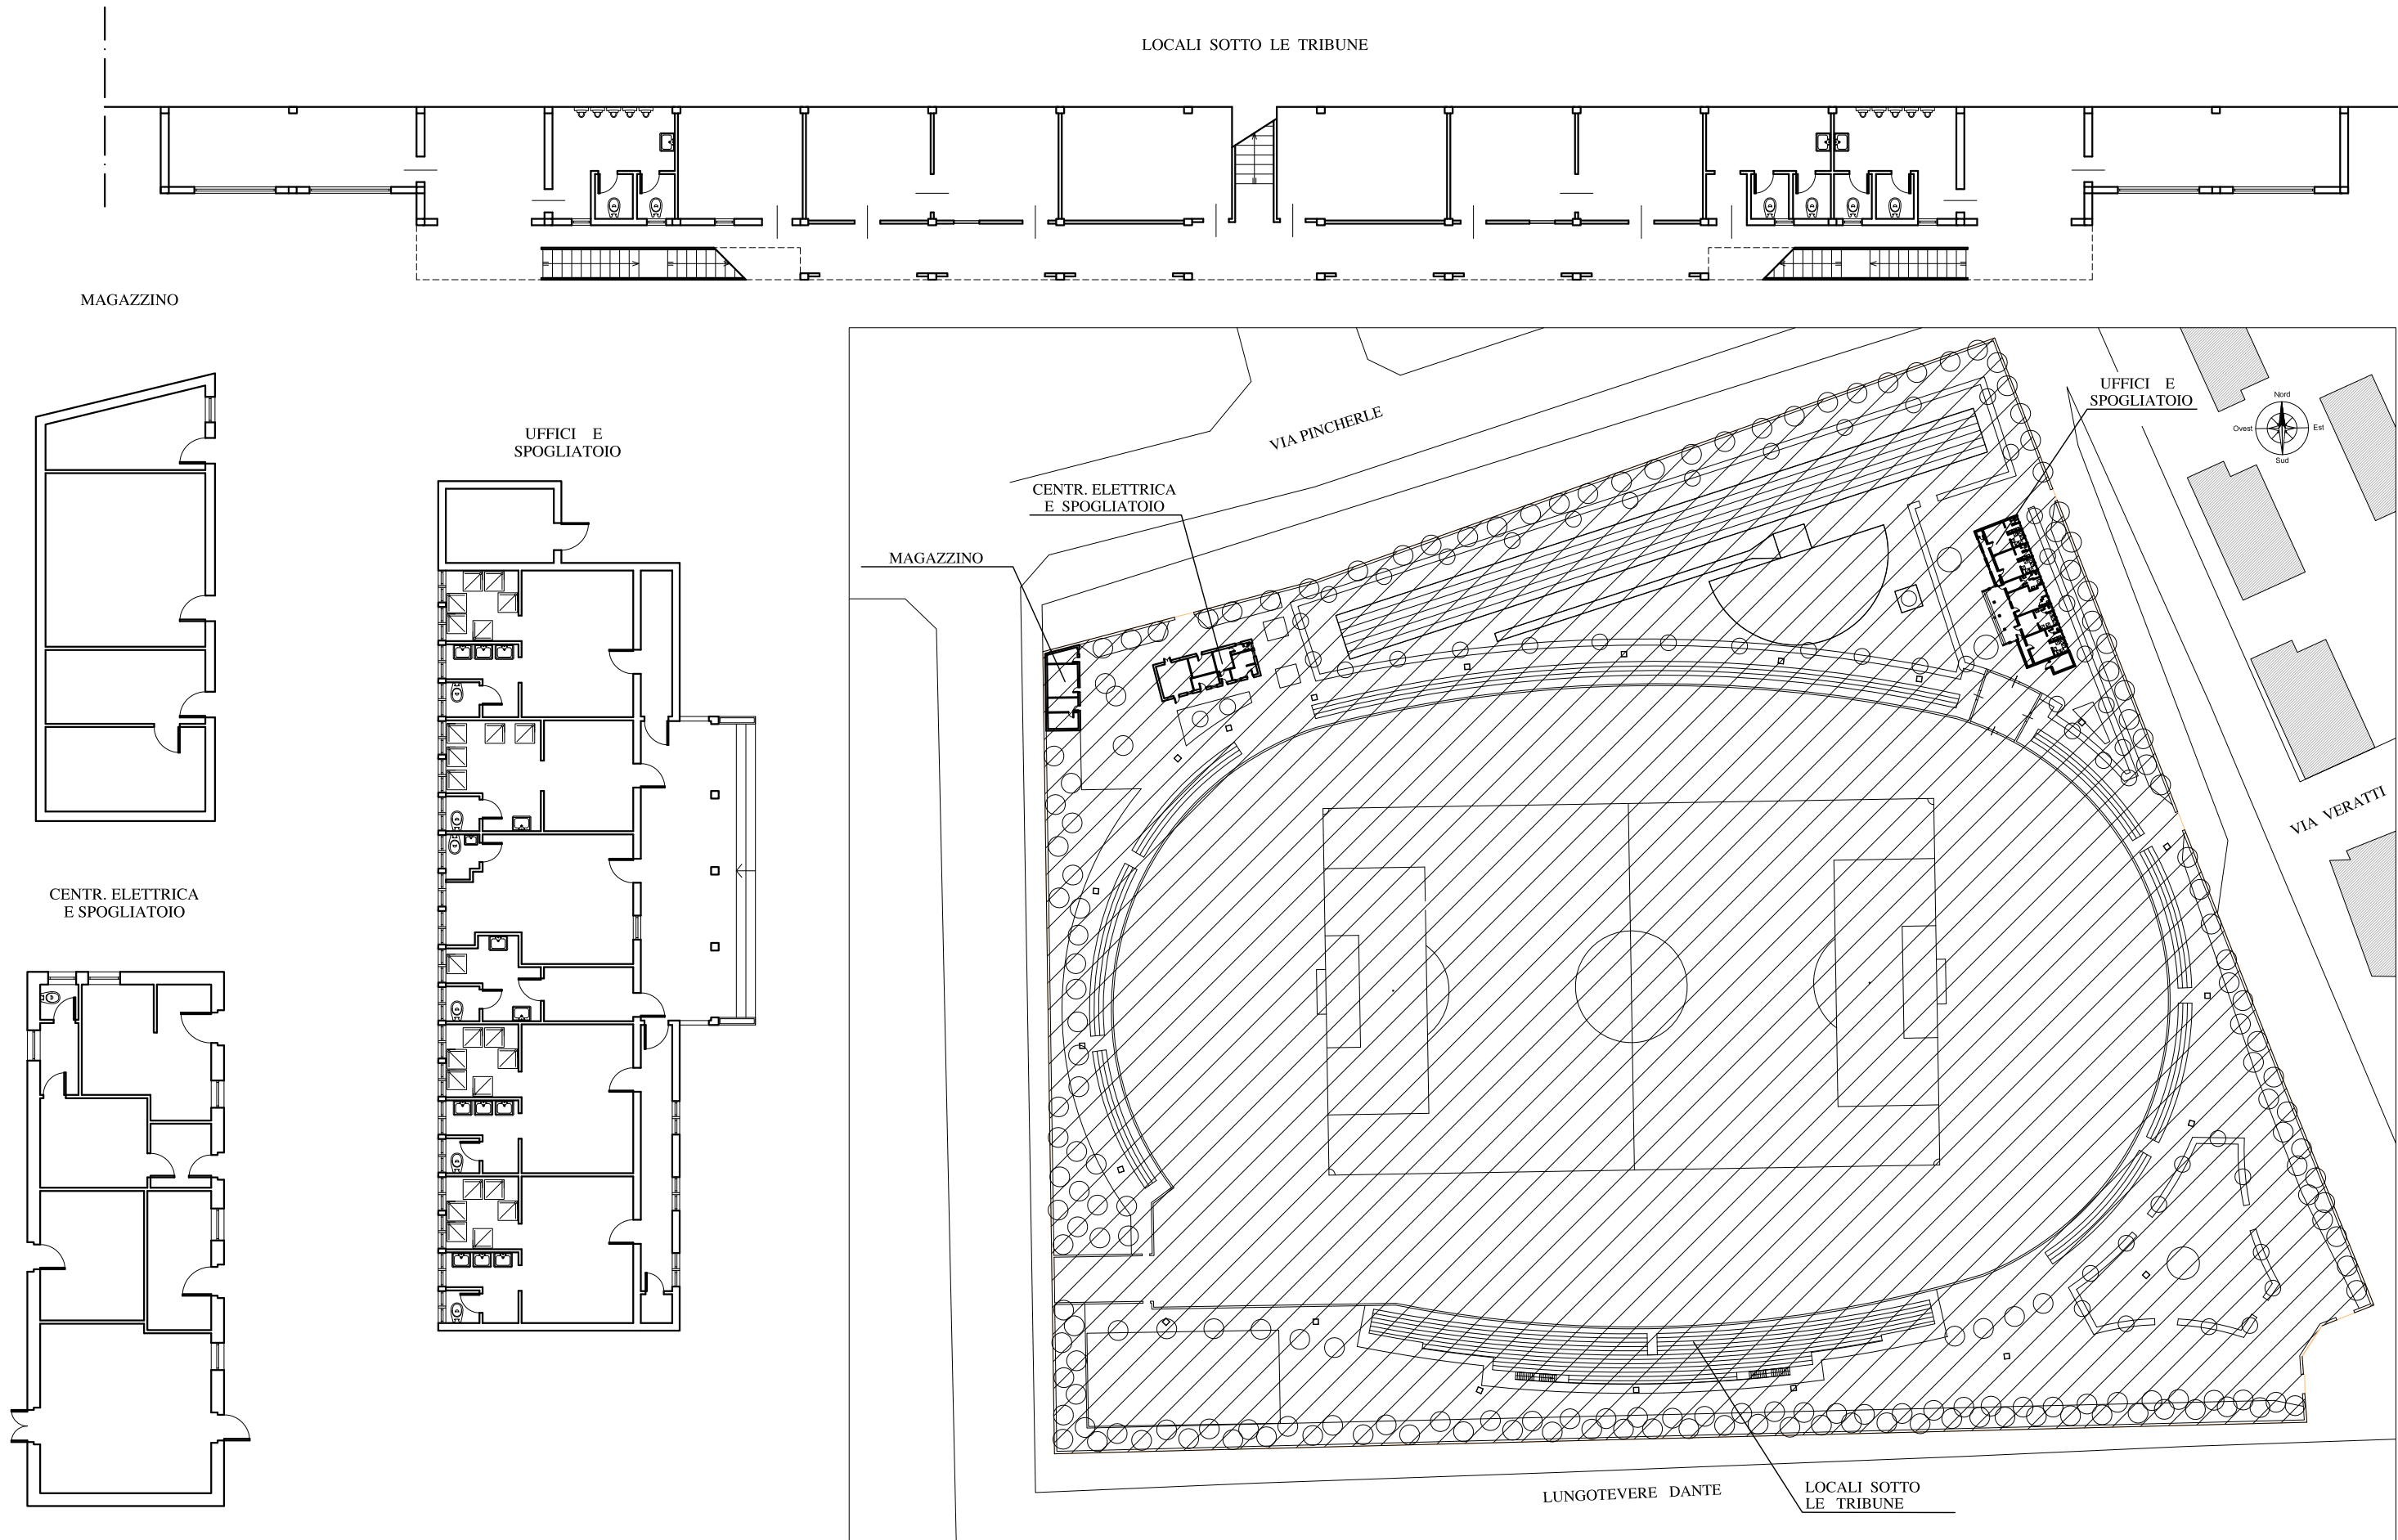 LOCALI SOTTO LE TRIBUNE
MAGAZZINO
UFFICI E
SPOGLIATOIO
CENTR. ELETTRICA
E SPOGLIATOIO
VIA PINCHERLE
UFFICI E
SPOGLIATOIO
Nord
Ovest
Est
Sud
CENTR. ELETTRICA
E SPOGLIATOIO
MAGAZZINO
VIA VERATTI
LUNGOTEVERE DANTE
LOCALI SOTTO
LE TRIBUNE